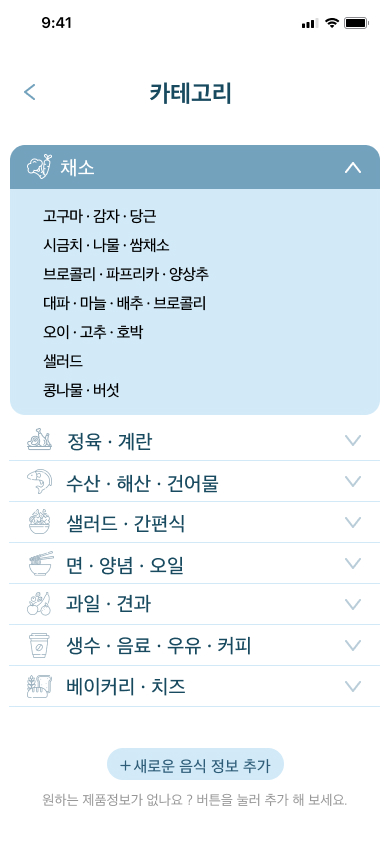 9:41
카테고리
채소
고구마 · 감자 · 당근
시금치 · 나물 · 쌈채소
브로콜리 · 파프리카 · 양상추
대파 · 마늘 · 배추 · 브로콜리
오이 · 고추 · 호박
샐러드
콩나물 · 버섯
정육 · 계란
수산 · 해산 · 건어물
샐러드 · 간편식
면 · 양념 · 오일
과일 · 견과
생수 · 음료 · 우유 · 커피
베이커리 · 치즈
+새로운 음식 정보 추가
원하는 제품정보가 없나요 ? 버튼을 눌러 추가 해 보세요.